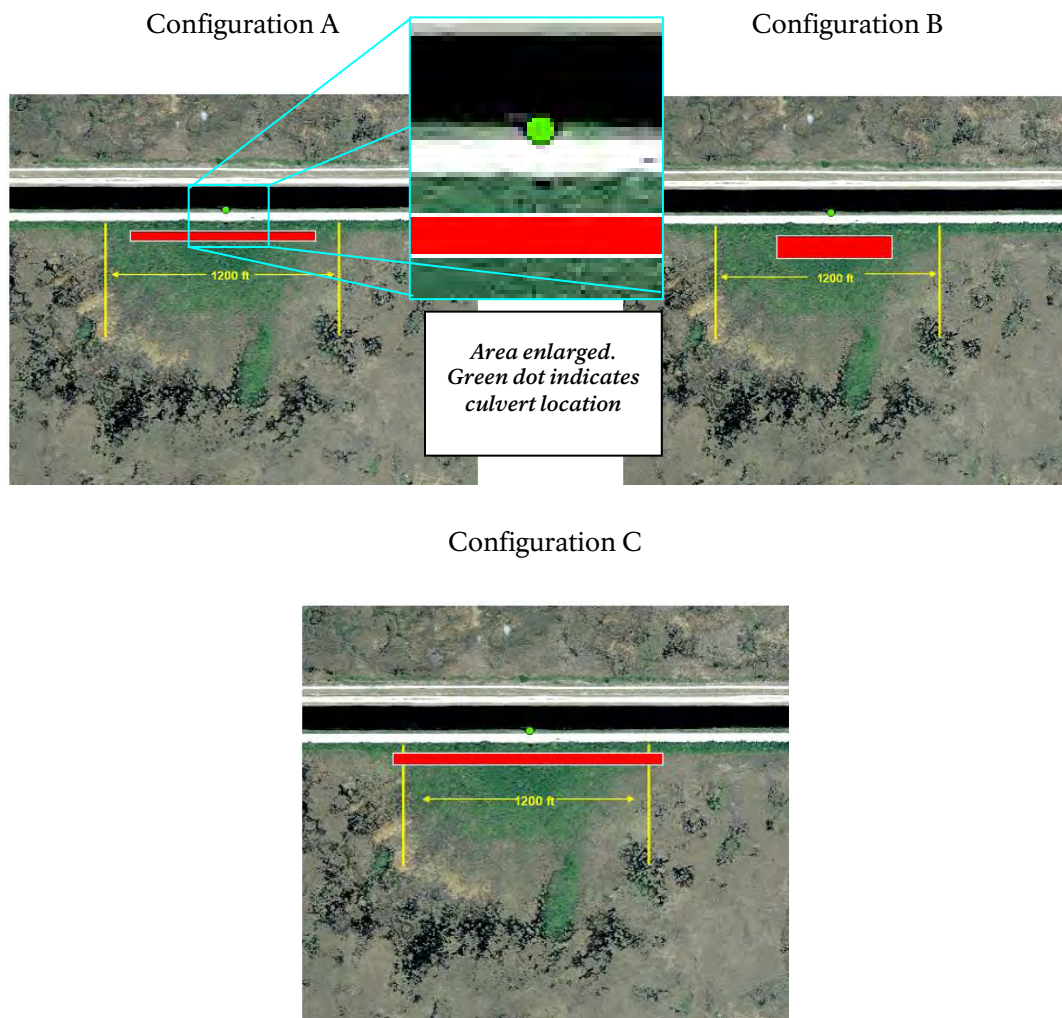 Configuration A
Configuration B
1200 ft
1200 ft
Area enlarged.
Green dot indicates
culvert location
Configuration C
1200 ft